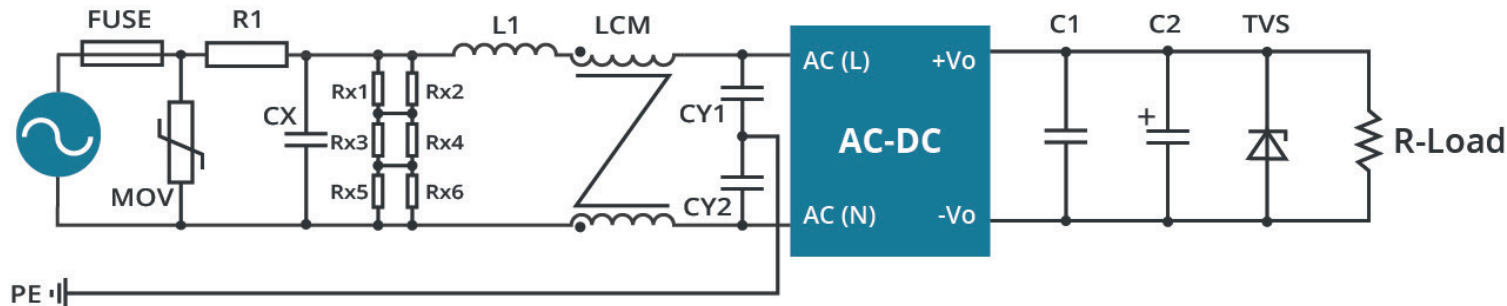 FUSE
R1
L1
LCM
C1
C2
TVS
AC (L)
+Vo
Rx1
Rx2
CX
CY1
+
Rx3
Rx4
AC-DC
R-Load
MOV
Rx5
Rx6
CY2
AC (N)
-Vo
PE